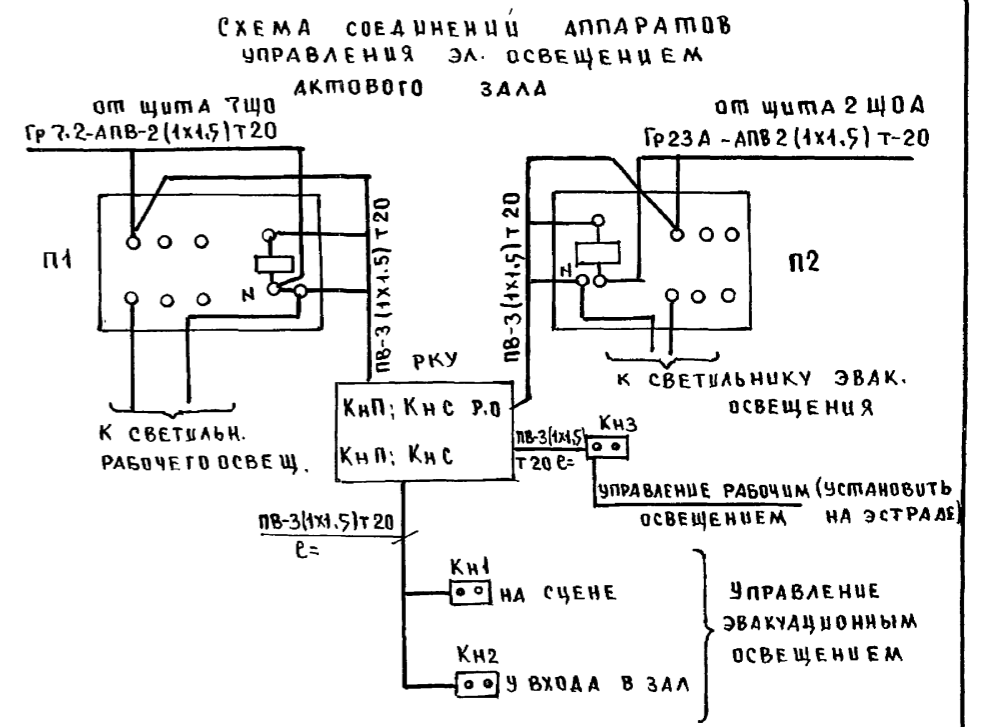 Схема соединений аппаратов
управления эл. освещением
актового зала
от щита 7ЩО
Гр 7.2-АПВ-2(1х1,5)Т20
от щита 2 ЩОА
Гр23А-АПВ2(1х1.5)Т-20
П1
N
ПВ-3(1х1.5)Т20
ПВ-3(1х1.5)Т20
N
П2
РКУ
КнП; КнС Р.О
КнП; КнС
к светильн.
рабочего освещ.
к светильнику эвак.
освещения
ПВ-3(1х1,5)
Т20 ℓ=
Кн3
управление рабочим (установить
освещением на эстраде)
ПВ-3(1х1.5)Т20
ℓ=
Кн1
на сцене
Кн2
у входа в зал
Управление
эвакуационным
освещением